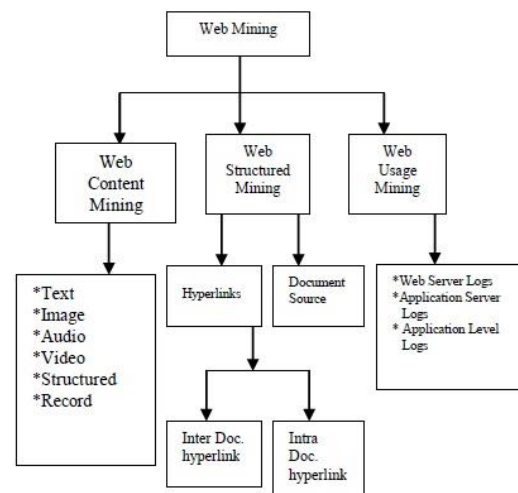 Web Mining
Web
Content
Mining
Web
Structured
Mining
Web
Usage
Mining
*Text
*Image
*Audio
*Video
*Structured
*Record
Hyperlinks
Document
Source
*Web Server Logs
*Application Server
Logs
* Application Level
Logs
Inter Doc.
hyperlink
Intra
Doc.
hyperlink